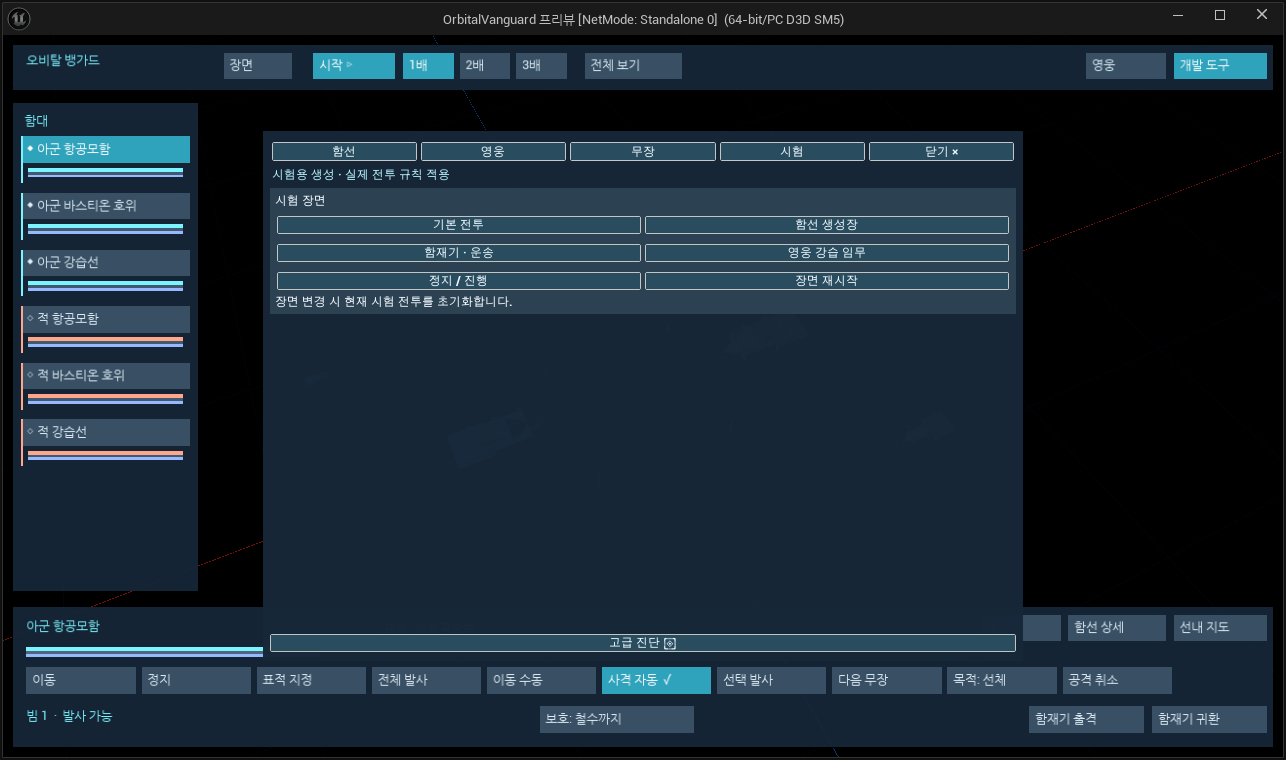 OrbitalVanguard 프리뷰 [NetMode: Standalone 0]  (64-bit/PC D3D SM5)
오비탈 뱅가드 장면 시작 ▷ 1배 2배 3배 전체 보기 영웅 개발 도구
함대
◆ 아군 항공모함
◆ 아군 바스티온 호위
◆ 아군 강습선
◇ 적 항공모함
◇ 적 바스티온 호위
◇ 적 강습선
함선 영웅 무장 시험 닫기 ×
시험용 생성 · 실제 전투 규칙 적용
시험 장면
기본 전투 함선 생성장
함재기 · 운송 영웅 강습 임무
정지 / 진행 장면 재시작
장면 변경 시 현재 시험 전투를 초기화합니다.
고급 진단
아군 항공모함 함선 상세 선내 지도
이동 정지 표적 지정 전체 발사 이동 수동 사격 자동 √ 선택 발사 다음 무장 목적: 선체 공격 취소
빔 1 · 발사 가능 보호: 철수까지 함재기 출격 함재기 귀환